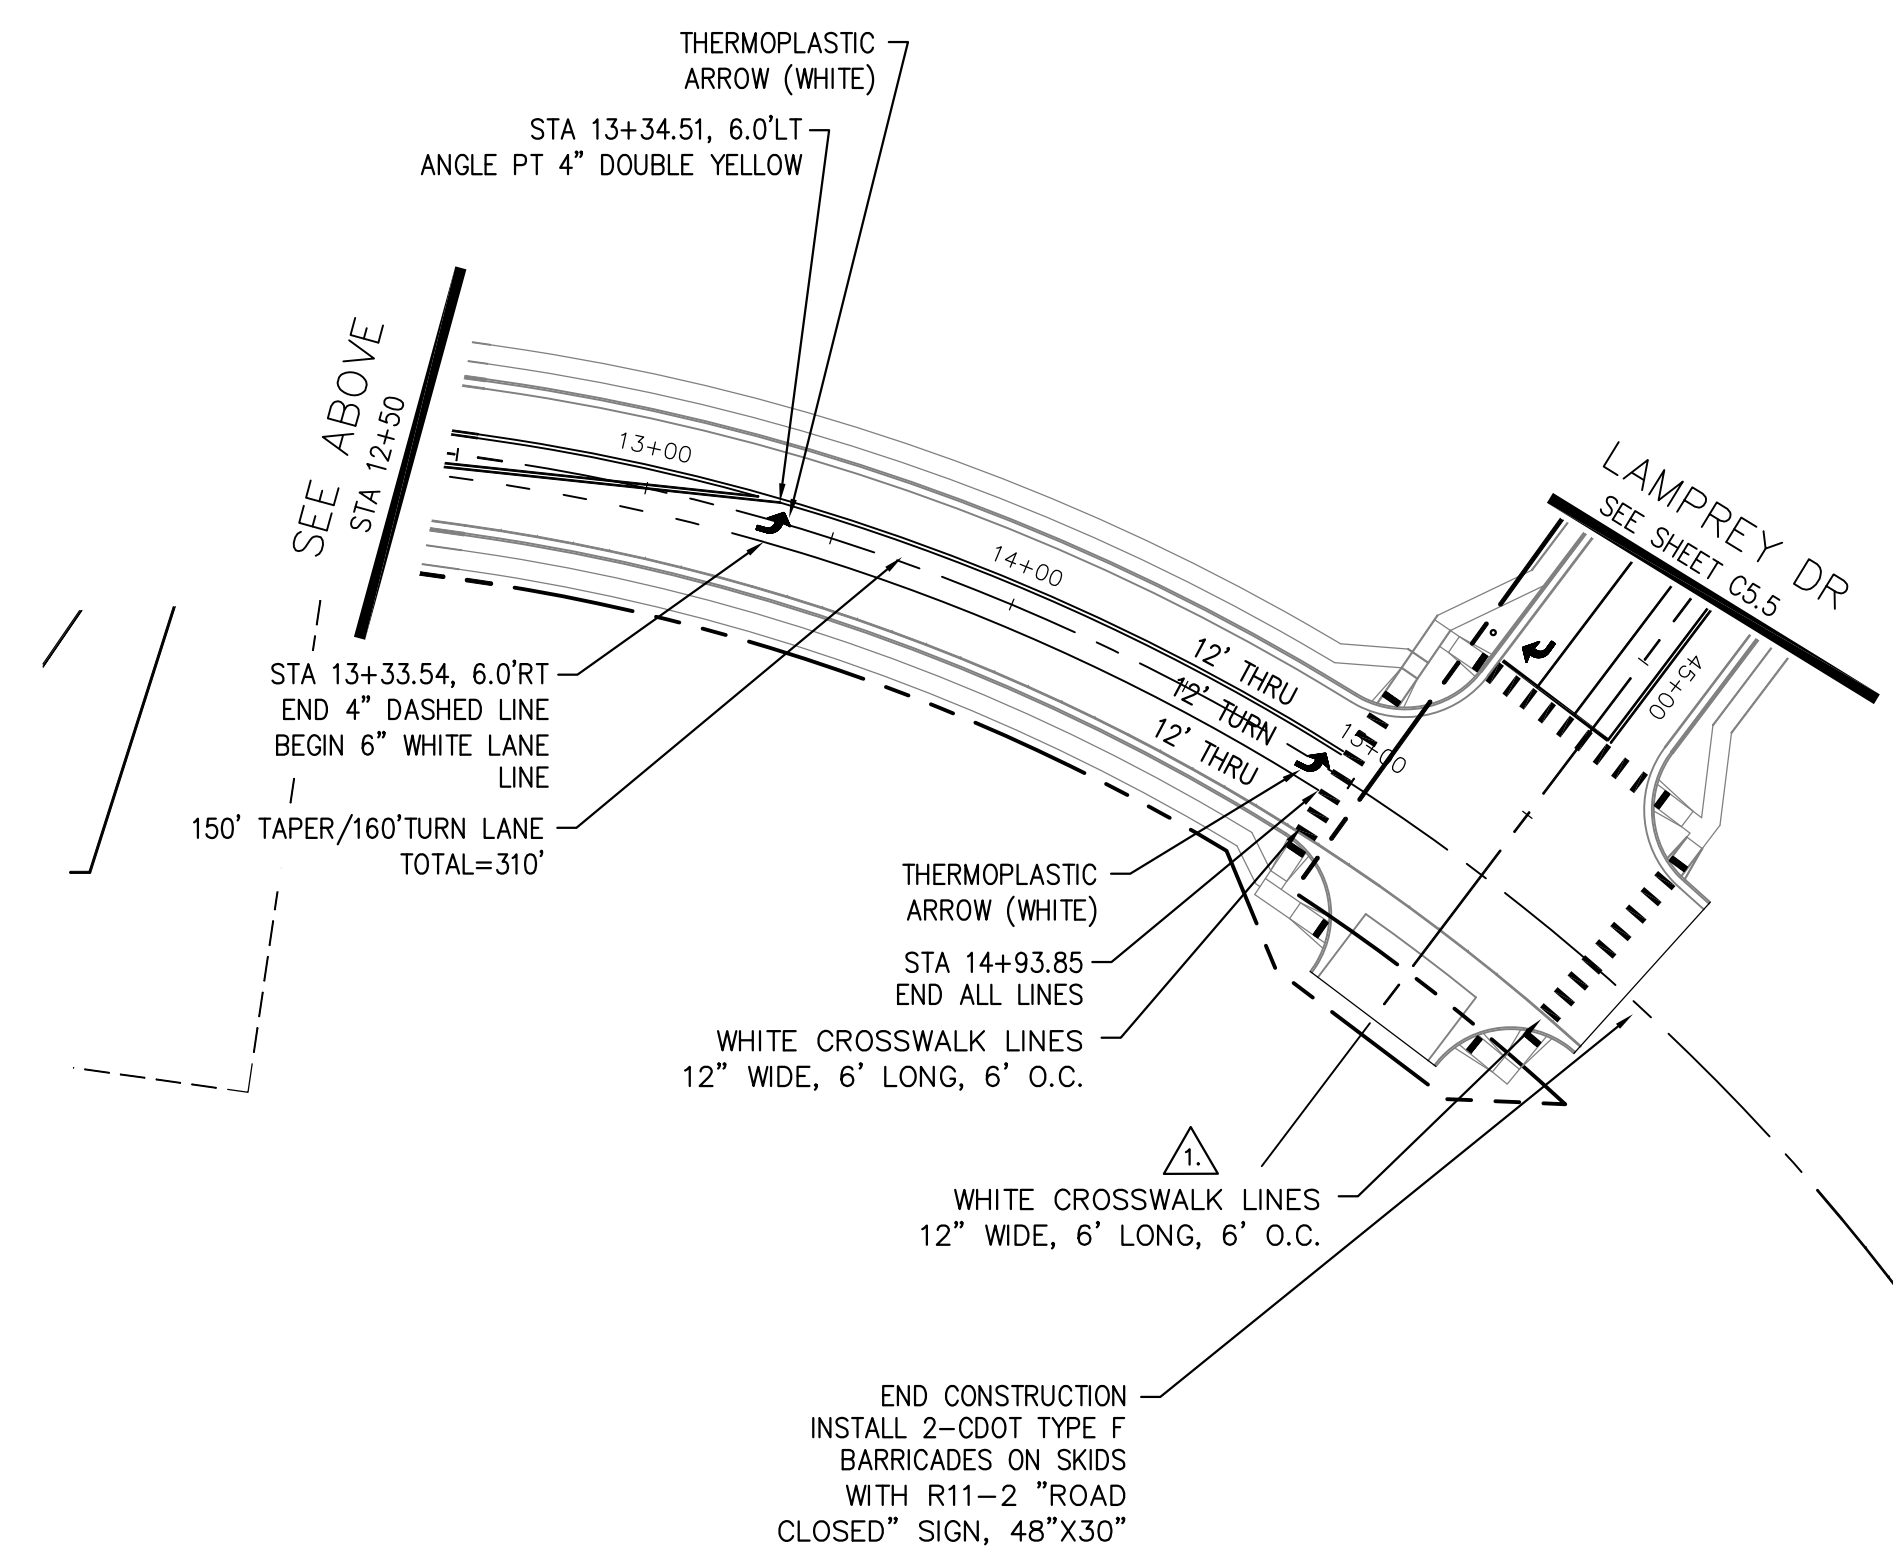 THERMOPLASTIC
ARROW (WHITE)
STA 13+34.51, 6.0'LT
ANGLE PT 4" DOUBLE YELLOW
SEE ABOVE
STA 12+50
13+00
14+00
LAMPREY DR
SEE SHEET C5.5
45+00
12' THRU
12' TURN
12' THRU
15+00
STA 13+33.54, 6.0'RT
END 4" DASHED LINE
BEGIN 6" WHITE LANE
LINE
150' TAPER/160'TURN LANE
TOTAL=310'
THERMOPLASTIC
ARROW (WHITE)
STA 14+93.85
END ALL LINES
WHITE CROSSWALK LINES
12" WIDE, 6' LONG, 6' O.C.
1.
WHITE CROSSWALK LINES
12" WIDE, 6' LONG, 6' O.C.
END CONSTRUCTION
INSTALL 2-CDOT TYPE F
BARRICADES ON SKIDS
WITH R11-2 "ROAD
CLOSED" SIGN, 48"X30"